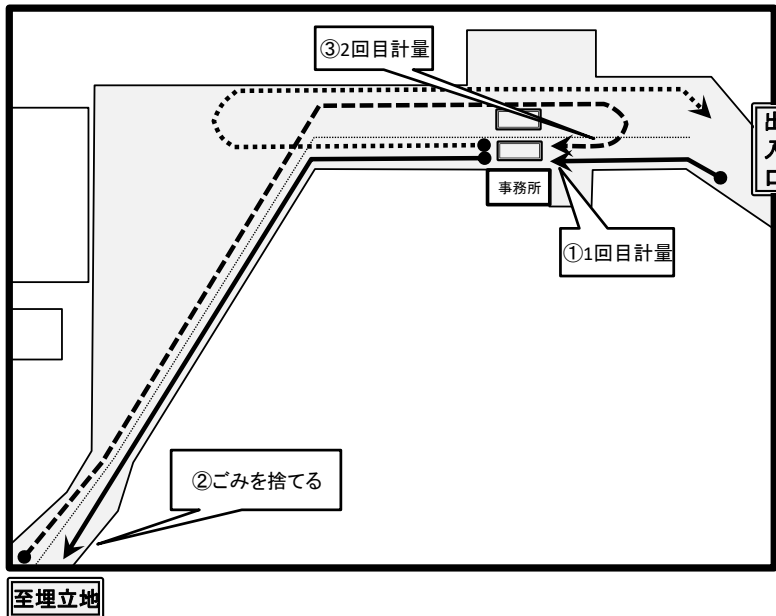 ③2回目計量
出入口
事務所
①1回目計量
②ごみを捨てる
至埋立地